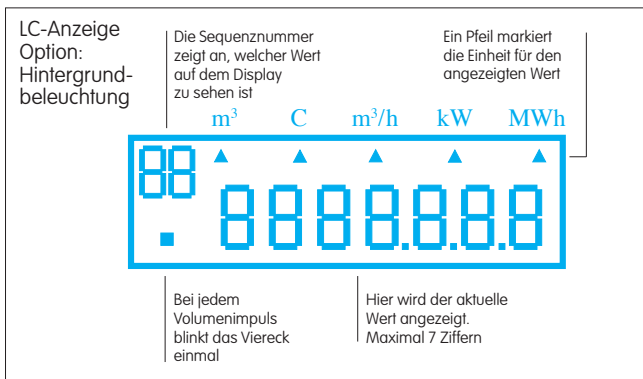 LC-Anzeige
Option:
Hintergrund-
beleuchtung
Die Sequenznummer
zeigt an, welcher Wert
auf dem Display
zu sehen ist
Ein Pfeil markiert
die Einheit für den
angezeigten Wert
m³ C m³/h kW MWh
88
8888.8.8.8
Bei jedem
Volumenimpuls
blinkt das Viereck
einmal
Hier wird der aktuelle
Wert angezeigt.
Maximal 7 Ziffern